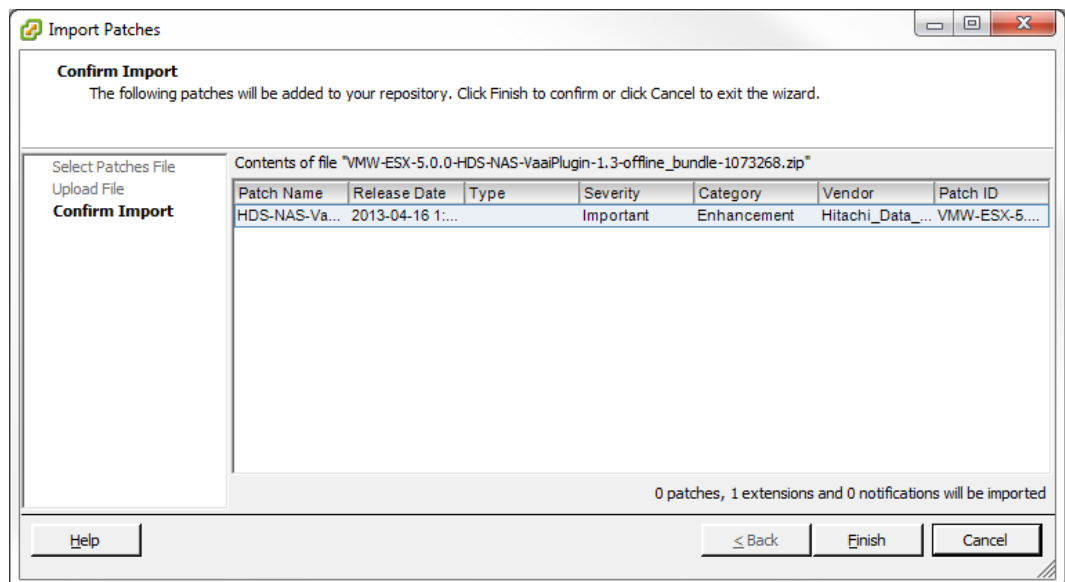 Import Patches
Confirm Import
The following patches will be added to your repository. Click Finish to confirm or click Cancel to exit the wizard.
Select Patches File
Upload File
Confirm Import
Contents of file "VMW-ESX-5.0.0-HDS-NAS-VaaiPlugin-1.3-offline_bundle-1073268.zip"
Patch Name Release Date Type Severity Category Vendor Patch ID
HDS-NAS-Va... 2013-04-16 1:... Important Enhancement Hitachi_Data_... VMW-ESX-5....
0 patches, 1 extensions and 0 notifications will be imported
Help < Back Finish Cancel